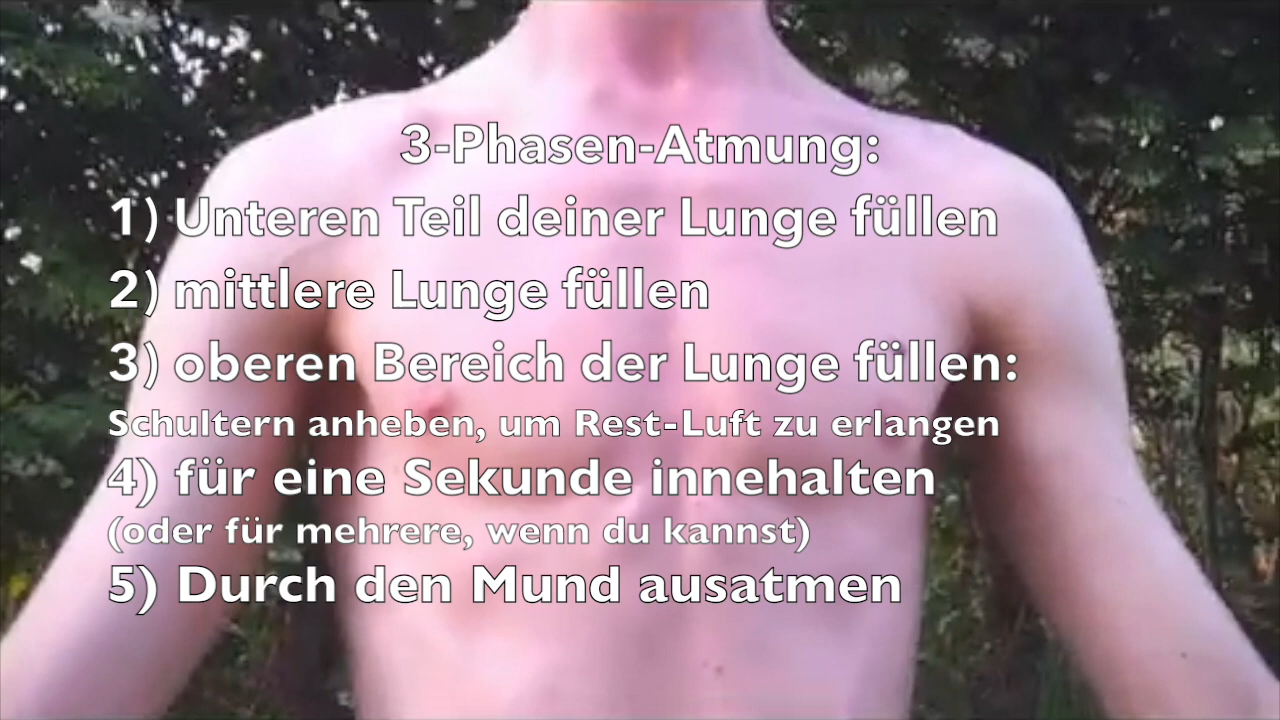 3-Phasen-Atmung:
1) Unteren Teil deiner Lunge füllen
2) mittlere Lunge füllen
3) oberen Bereich der Lunge füllen:
Schultern anheben, um Rest-Luft zu erlangen
4) für eine Sekunde innehalten
(oder für mehrere, wenn du kannst)
5) Durch den Mund ausatmen